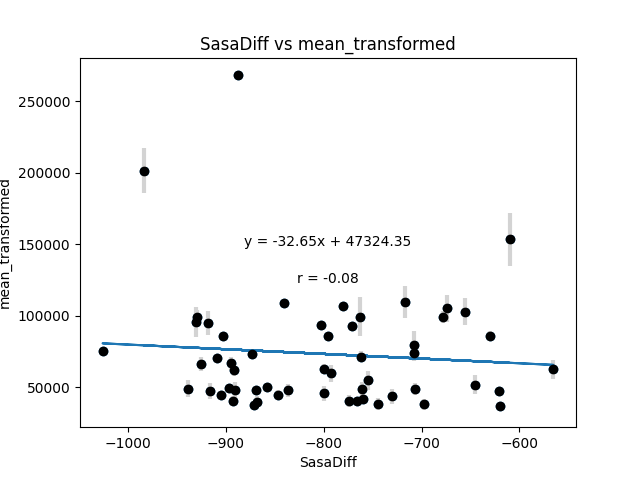 SasaDiff vs mean_transformed
mean_transformed
250000
200000
150000
100000
50000
y = -32.65x + 47324.35
r = -0.08
−1000
−900
−800
−700
−600
SasaDiff